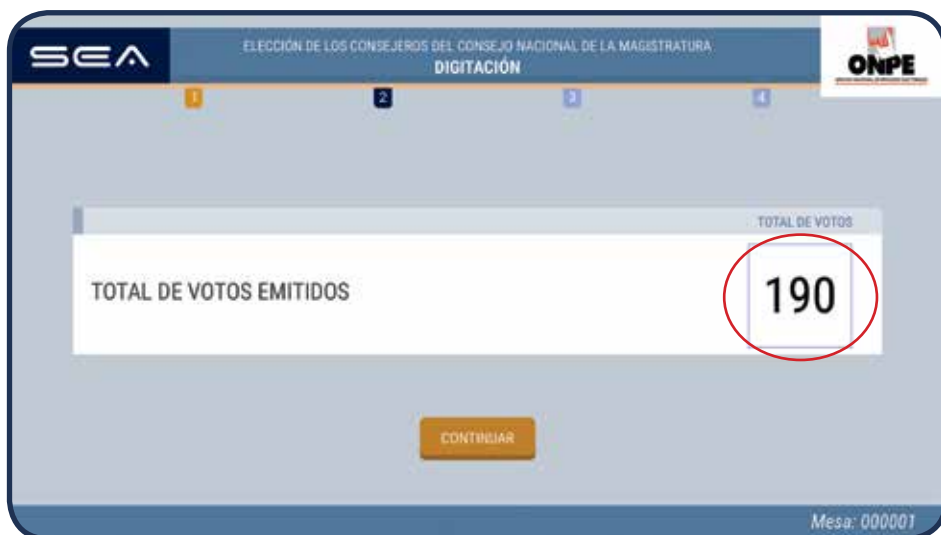 SEA
ELECCIÓN DE LOS CONSEJEROS DEL CONSEJO NACIONAL DE LA MAGISTRATURA
DIGITACIÓN
ONPE
1 2 3 4
TOTAL DE VOTOS
TOTAL DE VOTOS EMITIDOS
190
CONTINUAR
Mesa: 000001